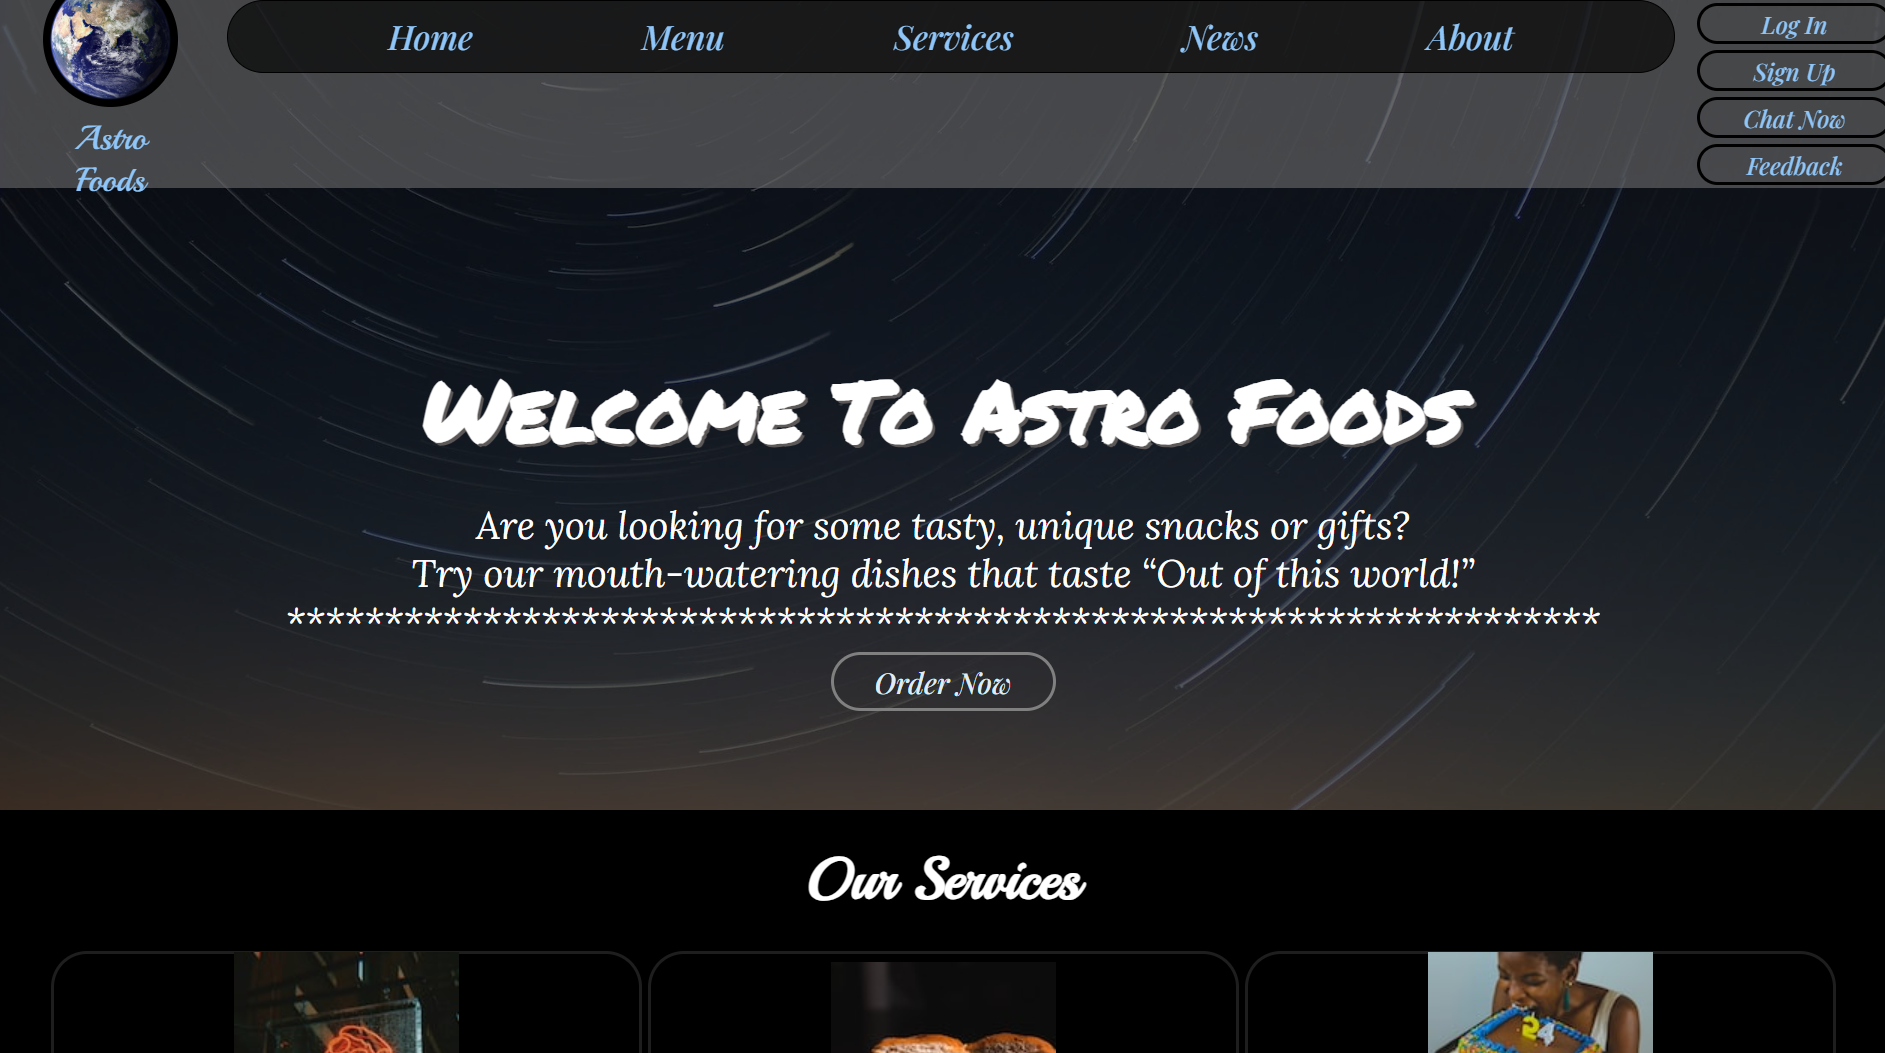 Home Menu Services News About
Log In
Sign Up
Chat Now
Feedback
Astro
Foods
Welcome To Astro Foods
Are you looking for some tasty, unique snacks or gifts?
Try our mouth-watering dishes that taste “Out of this world!”
*******************************************************************
Order Now
Our Services
24